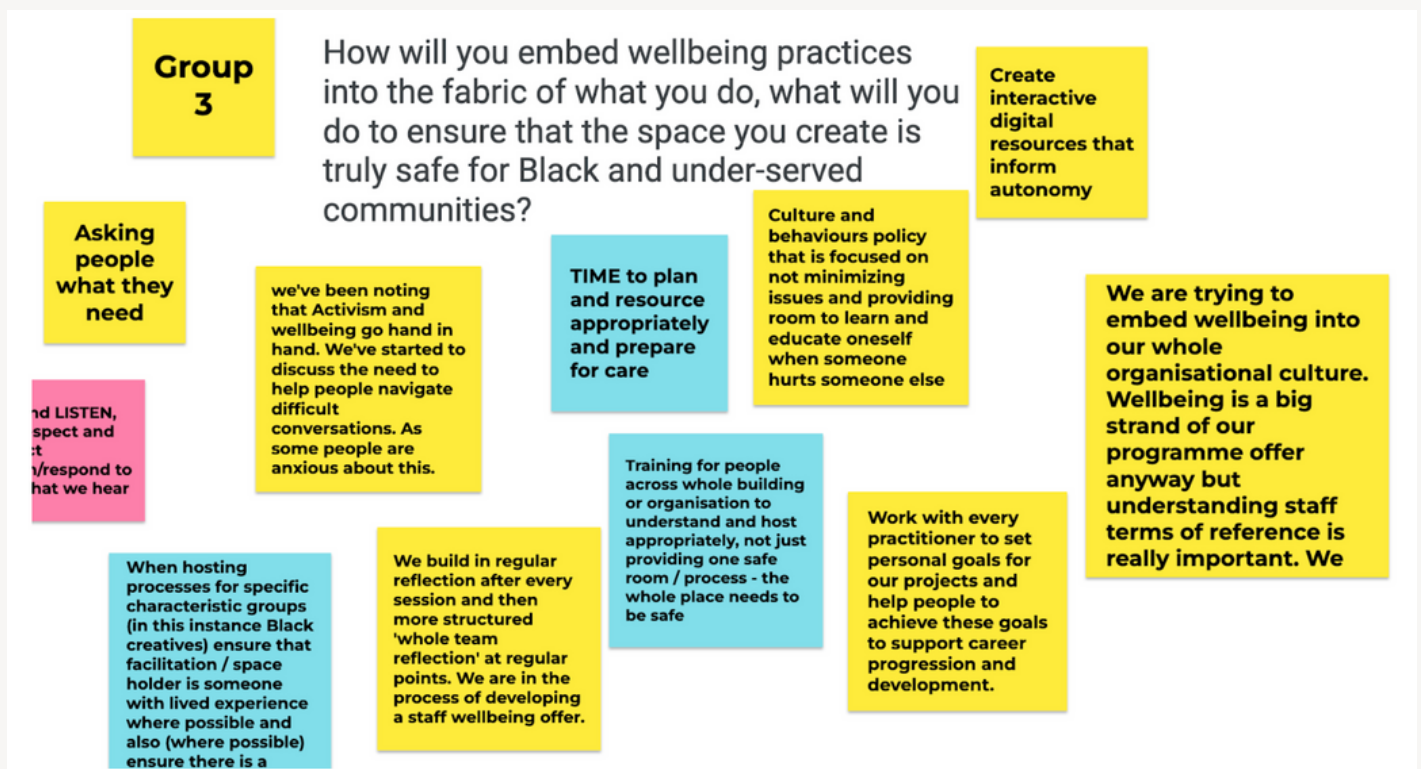 Group
3
How will you embed wellbeing practices
into the fabric of what you do, what will you
do to ensure that the space you create is
truly safe for Black and under-served
communities?
Create
interactive
digital
resources that
inform
autonomy
Asking
people
what they
need
we've been noting
that Activism and
wellbeing go hand in
hand. We've started to
discuss the need to
help people navigate
difficult
conversations. As
some people are
anxious about this.
TIME to plan
and resource
appropriately
and prepare
for care
Culture and
behaviours policy
that is focused on
not minimizing
issues and providing
room to learn and
educate oneself
when someone
hurts someone else
We are trying to
embed wellbeing into
our whole
organisational culture.
Wellbeing is a big
strand of our
programme offer
anyway but
understanding staff
terms of reference is
really important. We
LISTEN,
and
/respond to
we hear
When hosting
processes for specific
characteristic groups
(in this instance Black
creatives) ensure that
facilitation / space
holder is someone
with lived experience
where possible and
also (where possible)
ensure there is a
We build in regular
reflection after every
session and then
more structured
'whole team
reflection' at regular
points. We are in the
process of developing
a staff wellbeing offer.
Training for people
across whole building
or organisation to
understand and host
appropriately, not just
providing one safe
room / process - the
whole place needs to
be safe
Work with every
practitioner to set
personal goals for
our projects and
help people to
achieve these goals
to support career
progression and
development.